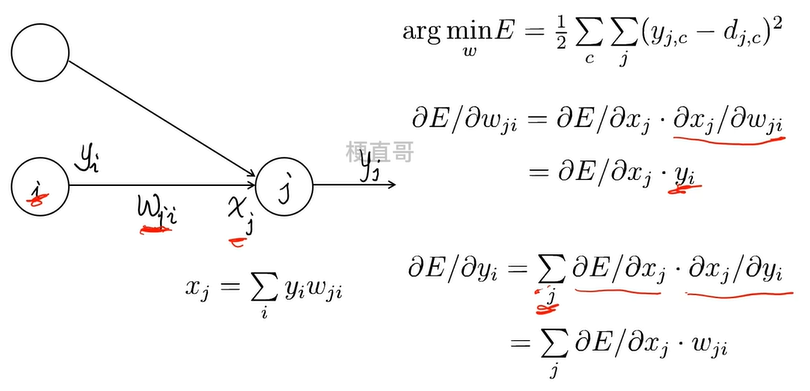 arg min_w E = ½ ∑_c ∑_j (y_{j,c} − d_{j,c})²
∂E/∂w_{ji} = ∂E/∂x_j · ∂x_j/∂w_{ji}
= ∂E/∂x_j · y_i
梗直哥
y_i
y_j
i
j
w_{ji}
x_j
x_j = ∑_i y_i w_{ji}
∂E/∂y_i = ∑_j ∂E/∂x_j · ∂x_j/∂y_i
= ∑_j ∂E/∂x_j · w_{ji}